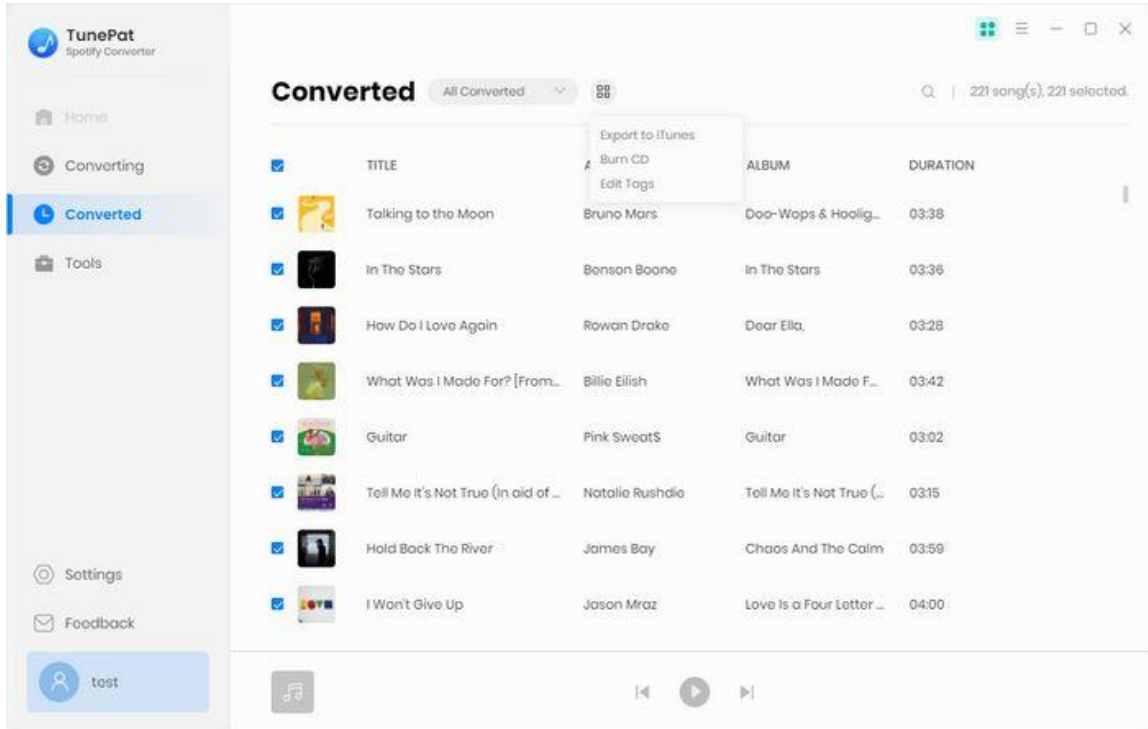 TunePat
Spotify Converter
Home
Converting
Converted
Tools
Settings
Feedback
test
Converted
All Converted
221 song(s), 221 selected.
Export to iTunes
Burn CD
Edit Tags
TITLE A ALBUM DURATION
Talking to the Moon Bruno Mars Doo-Wops & Hoolig... 03:38
In The Stars Benson Boone In The Stars 03:36
How Do I Love Again Rowan Drake Dear Ella, 03:28
What Was I Made For? [From... Billie Eilish What Was I Made F... 03:42
Guitar Pink Sweat$ Guitar 03:02
Tell Me It's Not True (In aid of ... Natalie Rushdie Tell Me It's Not True (... 03:15
Hold Back The River James Bay Chaos And The Calm 03:59
I Won't Give Up Jason Mraz Love Is a Four Letter ... 04:00